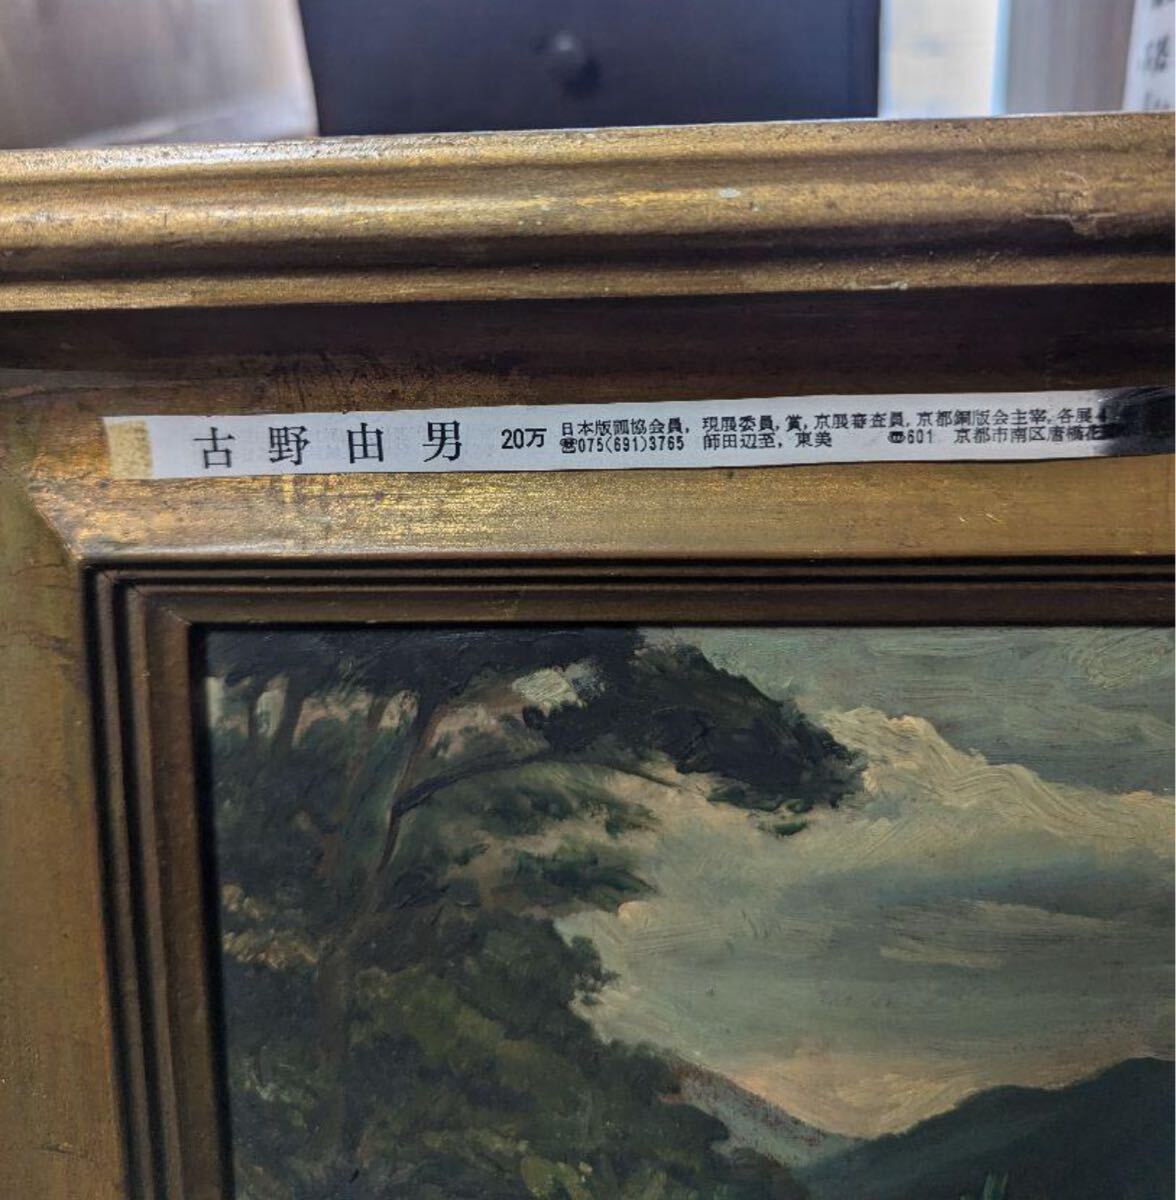 古野由男 20万
日本版画協会員, 現展委員, 賞, 京展審査員, 京都銅版会主宰, 各展
☎075(691)3765 師田辺至, 東美 〠601 京都市南区唐橋花